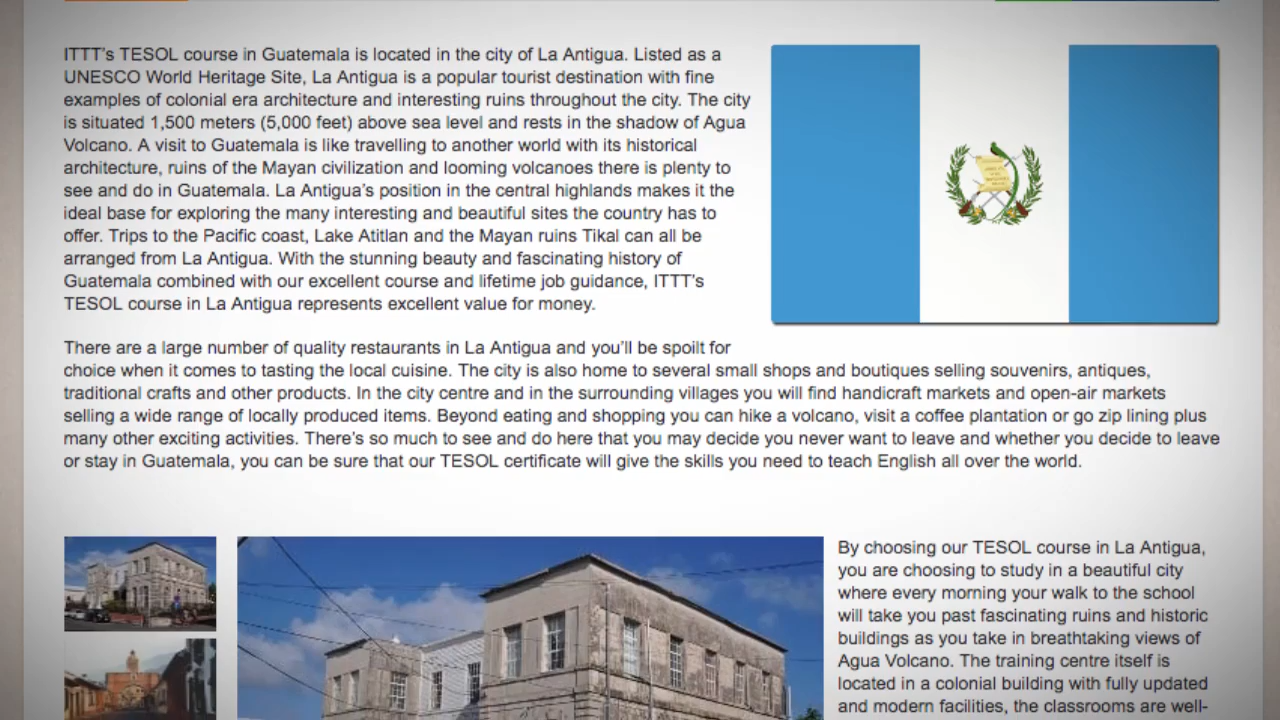 ITTT's TESOL course in Guatemala is located in the city of La Antigua. Listed as a
UNESCO World Heritage Site, La Antigua is a popular tourist destination with fine
examples of colonial era architecture and interesting ruins throughout the city. The city
is situated 1,500 meters (5,000 feet) above sea level and rests in the shadow of Agua
Volcano. A visit to Guatemala is like travelling to another world with its historical
architecture, ruins of the Mayan civilization and looming volcanoes there is plenty to
see and do in Guatemala. La Antigua's position in the central highlands makes it the
ideal base for exploring the many interesting and beautiful sites the country has to
offer. Trips to the Pacific coast, Lake Atitlan and the Mayan ruins Tikal can all be
arranged from La Antigua. With the stunning beauty and fascinating history of
Guatemala combined with our excellent course and lifetime job guidance, ITTT's
TESOL course in La Antigua represents excellent value for money.
There are a large number of quality restaurants in La Antigua and you'll be spoilt for
choice when it comes to tasting the local cuisine. The city is also home to several small shops and boutiques selling souvenirs, antiques,
traditional crafts and other products. In the city centre and in the surrounding villages you will find handicraft markets and open-air markets
selling a wide range of locally produced items. Beyond eating and shopping you can hike a volcano, visit a coffee plantation or go zip lining plus
many other exciting activities. There's so much to see and do here that you may decide you never want to leave and whether you decide to leave
or stay in Guatemala, you can be sure that our TESOL certificate will give the skills you need to teach English all over the world.
By choosing our TESOL course in La Antigua,
you are choosing to study in a beautiful city
where every morning your walk to the school
will take you past fascinating ruins and historic
buildings as you take in breathtaking views of
Agua Volcano. The training centre itself is
located in a colonial building with fully updated
and modern facilities, the classrooms are well-